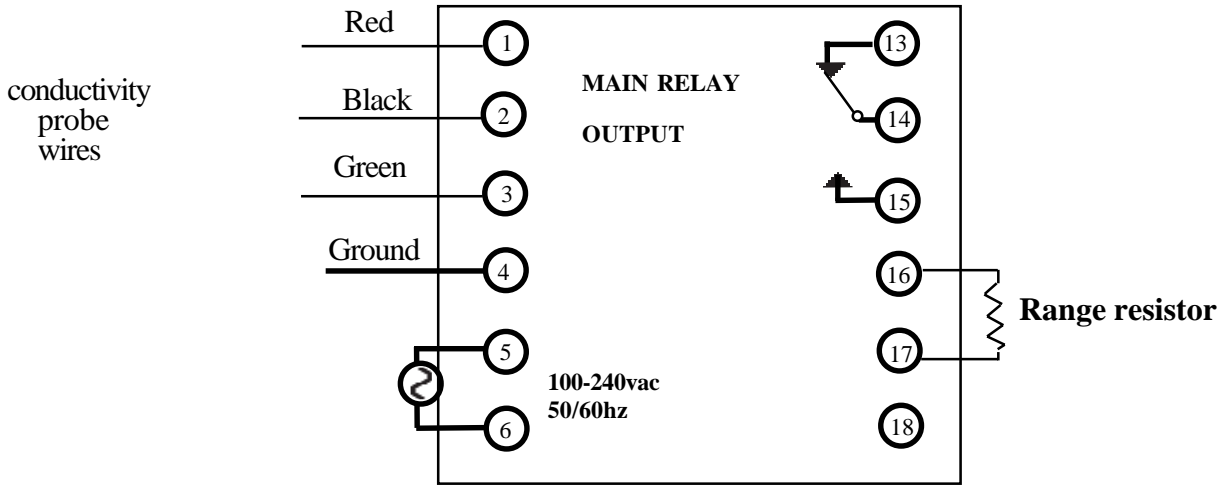 conductivity
probe
wires
Red
Black
Green
Ground
1
2
3
4
5
6
MAIN RELAY
OUTPUT
100-240vac
50/60hz
13
14
15
16
17
18
Range resistor